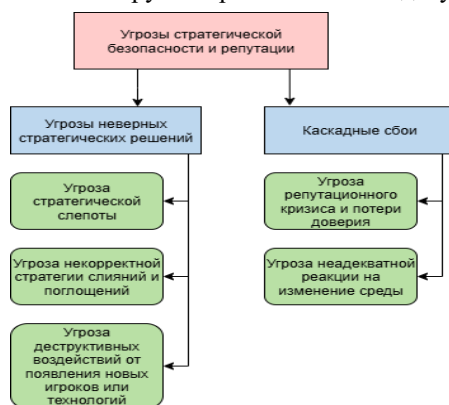 Угрозы стратегической
безопасности и репутации
Угрозы неверных
стратегических решений
Каскадные сбои
Угроза
стратегической
слепоты
Угроза
репутационного
кризиса и потери
доверия
Угроза некорректной
стратегии слияний и
поглощений
Угроза неадекватной
реакции на
изменение среды
Угроза
деструктивных
воздействий от
появления новых
игроков или
технологий